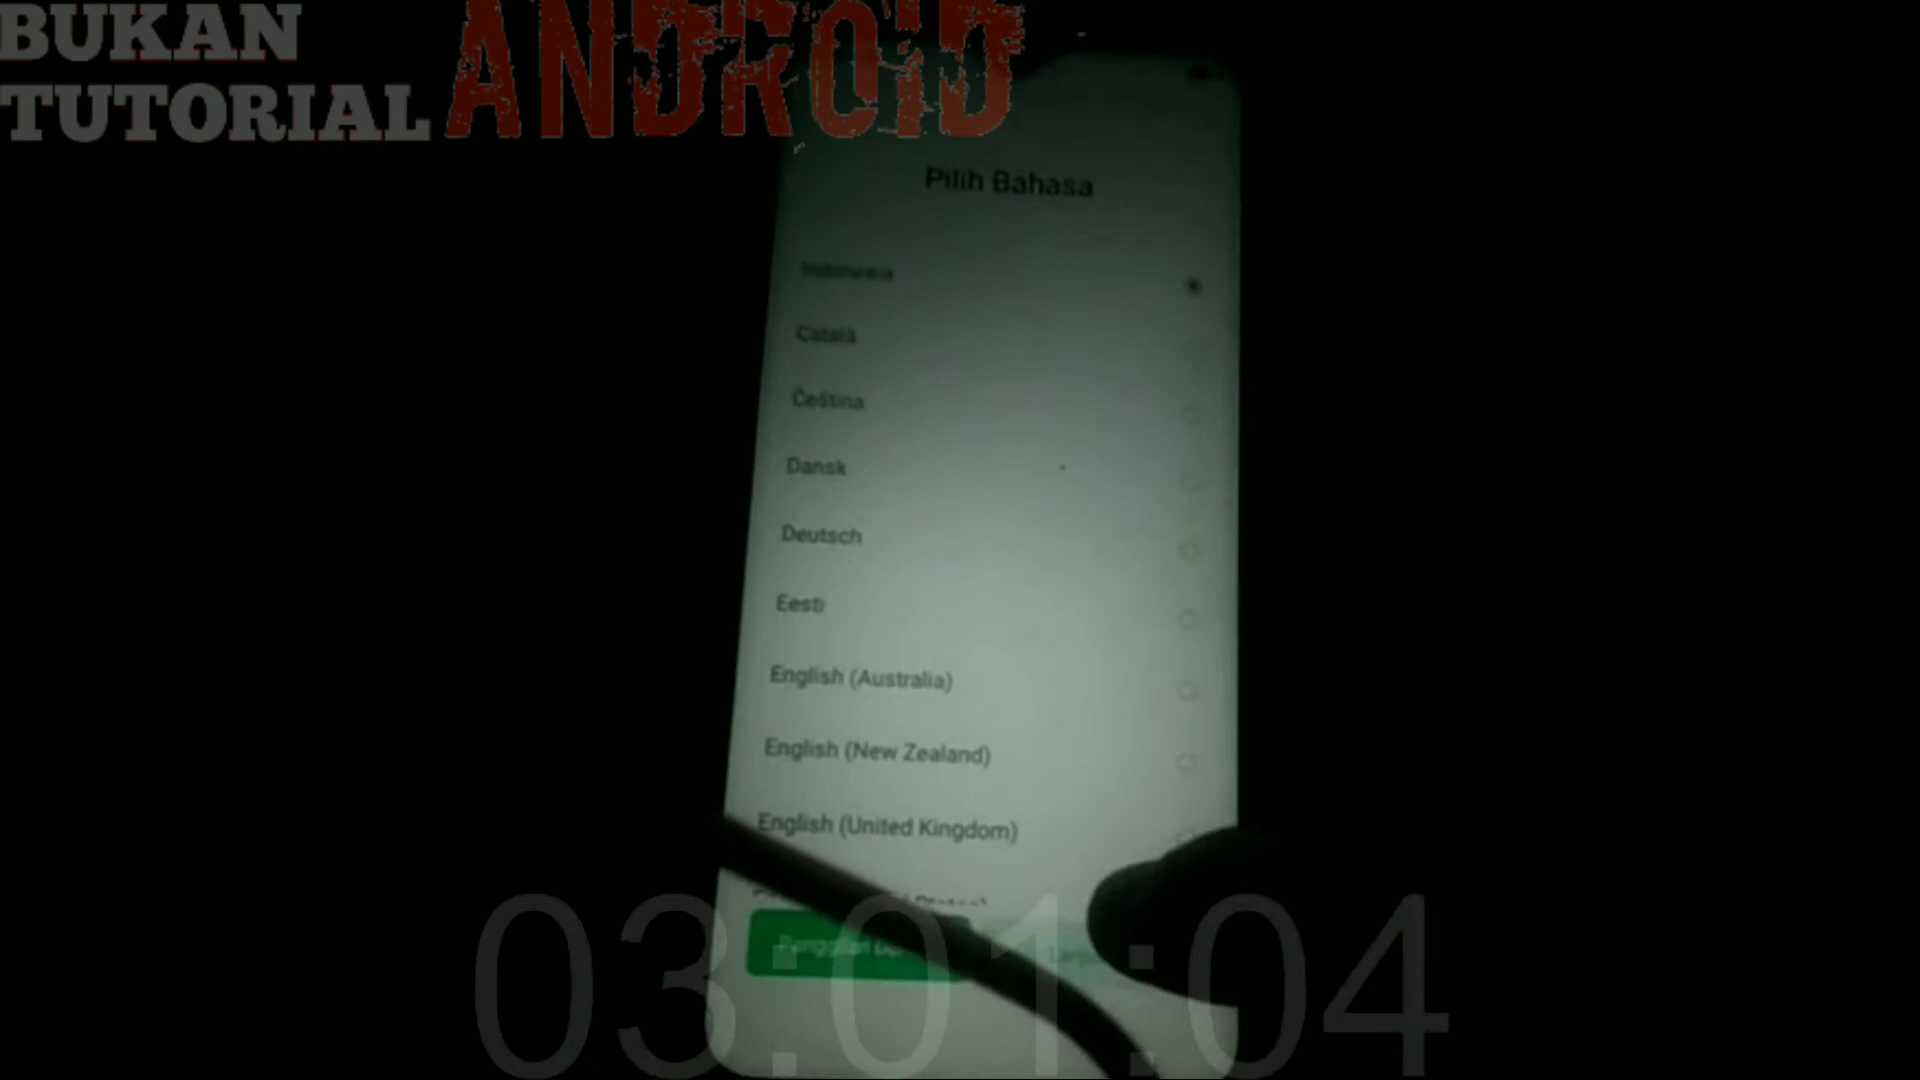 BUKAN
TUTORIAL ANDROID
Pilih Bahasa
Indonesia
Català
Čeština
Dansk
Deutsch
Eesti
English (Australia)
English (New Zealand)
English (United Kingdom)
03:01:04